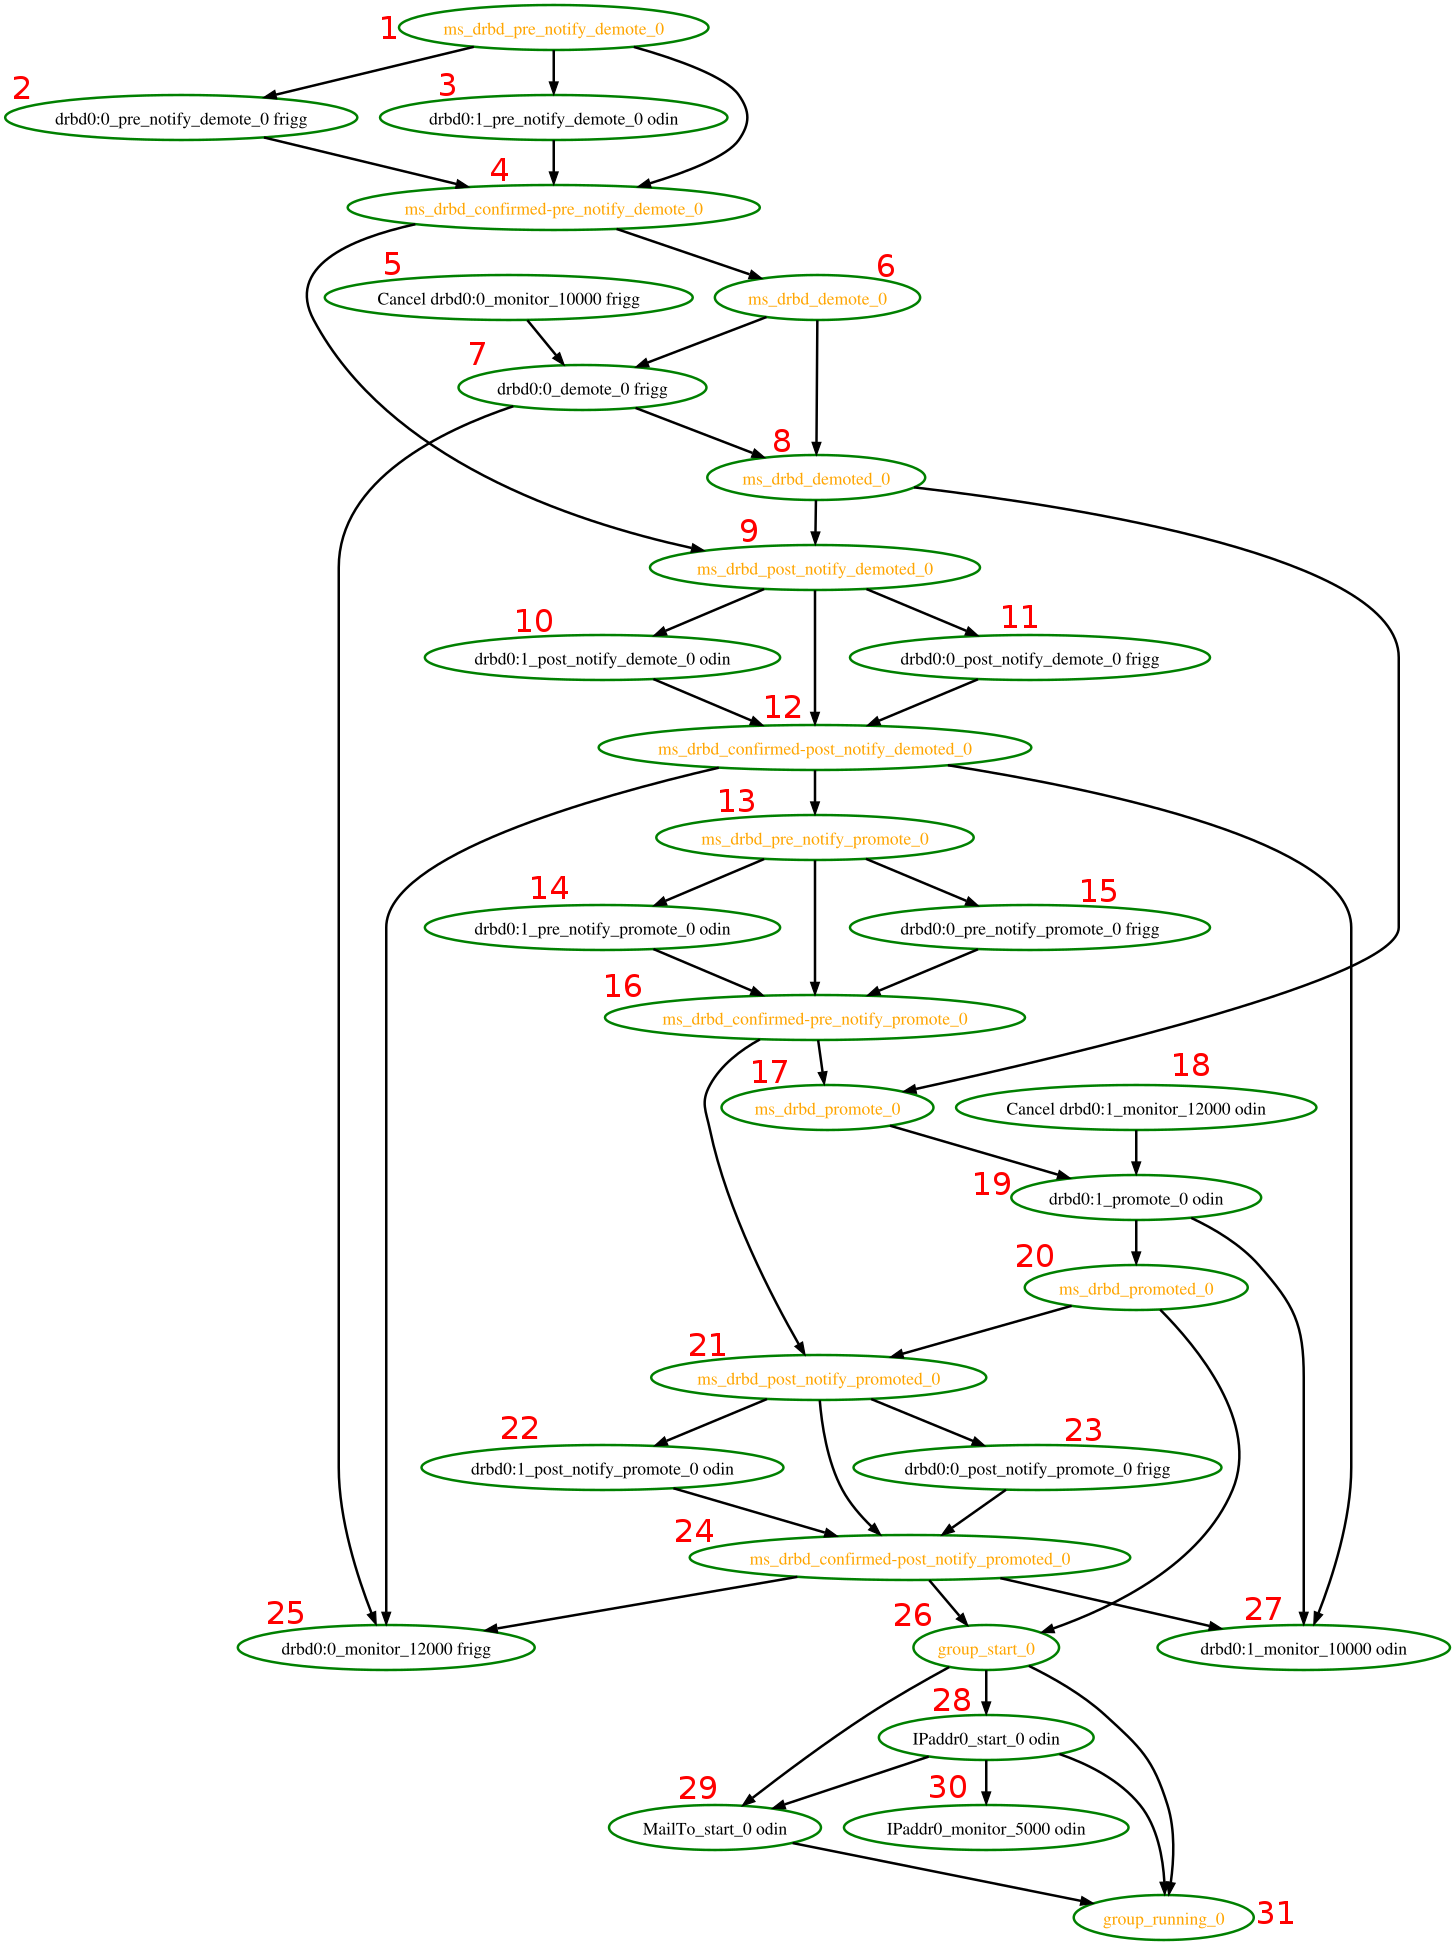 1
ms_drbd_pre_notify_demote_0
2
drbd0:0_pre_notify_demote_0 frigg
3
drbd0:1_pre_notify_demote_0 odin
4
ms_drbd_confirmed-pre_notify_demote_0
5
Cancel drbd0:0_monitor_10000 frigg
6
ms_drbd_demote_0
7
drbd0:0_demote_0 frigg
8
ms_drbd_demoted_0
9
ms_drbd_post_notify_demoted_0
10
drbd0:1_post_notify_demote_0 odin
11
drbd0:0_post_notify_demote_0 frigg
12
ms_drbd_confirmed-post_notify_demoted_0
13
ms_drbd_pre_notify_promote_0
14
drbd0:1_pre_notify_promote_0 odin
15
drbd0:0_pre_notify_promote_0 frigg
16
ms_drbd_confirmed-pre_notify_promote_0
17
ms_drbd_promote_0
18
Cancel drbd0:1_monitor_12000 odin
19
drbd0:1_promote_0 odin
20
ms_drbd_promoted_0
21
ms_drbd_post_notify_promoted_0
22
drbd0:1_post_notify_promote_0 odin
23
drbd0:0_post_notify_promote_0 frigg
24
ms_drbd_confirmed-post_notify_promoted_0
25
drbd0:0_monitor_12000 frigg
26
group_start_0
27
drbd0:1_monitor_10000 odin
28
IPaddr0_start_0 odin
29
MailTo_start_0 odin
30
IPaddr0_monitor_5000 odin
group_running_0
31